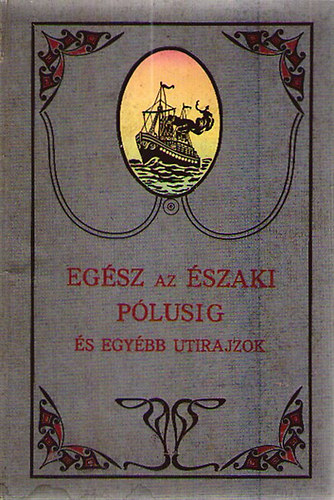 EGÉSZ AZ ÉSZAKI
PÓLUSIG
ÉS EGYÉBB UTIRAJZOK